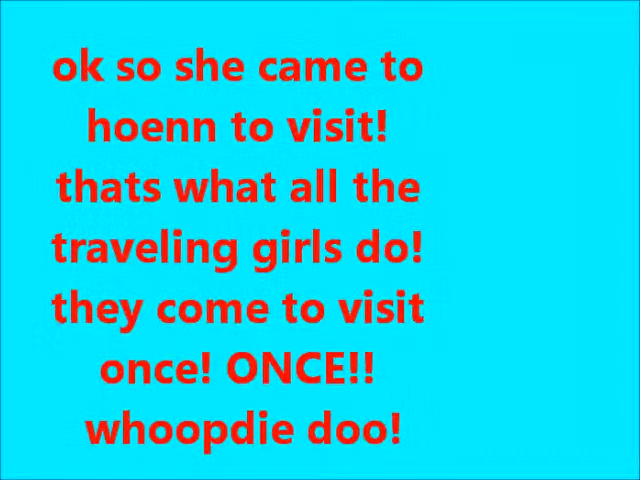 ok so she came to
hoenn to visit!
thats what all the
traveling girls do!
they come to visit
once! ONCE!!
whoopdie doo!